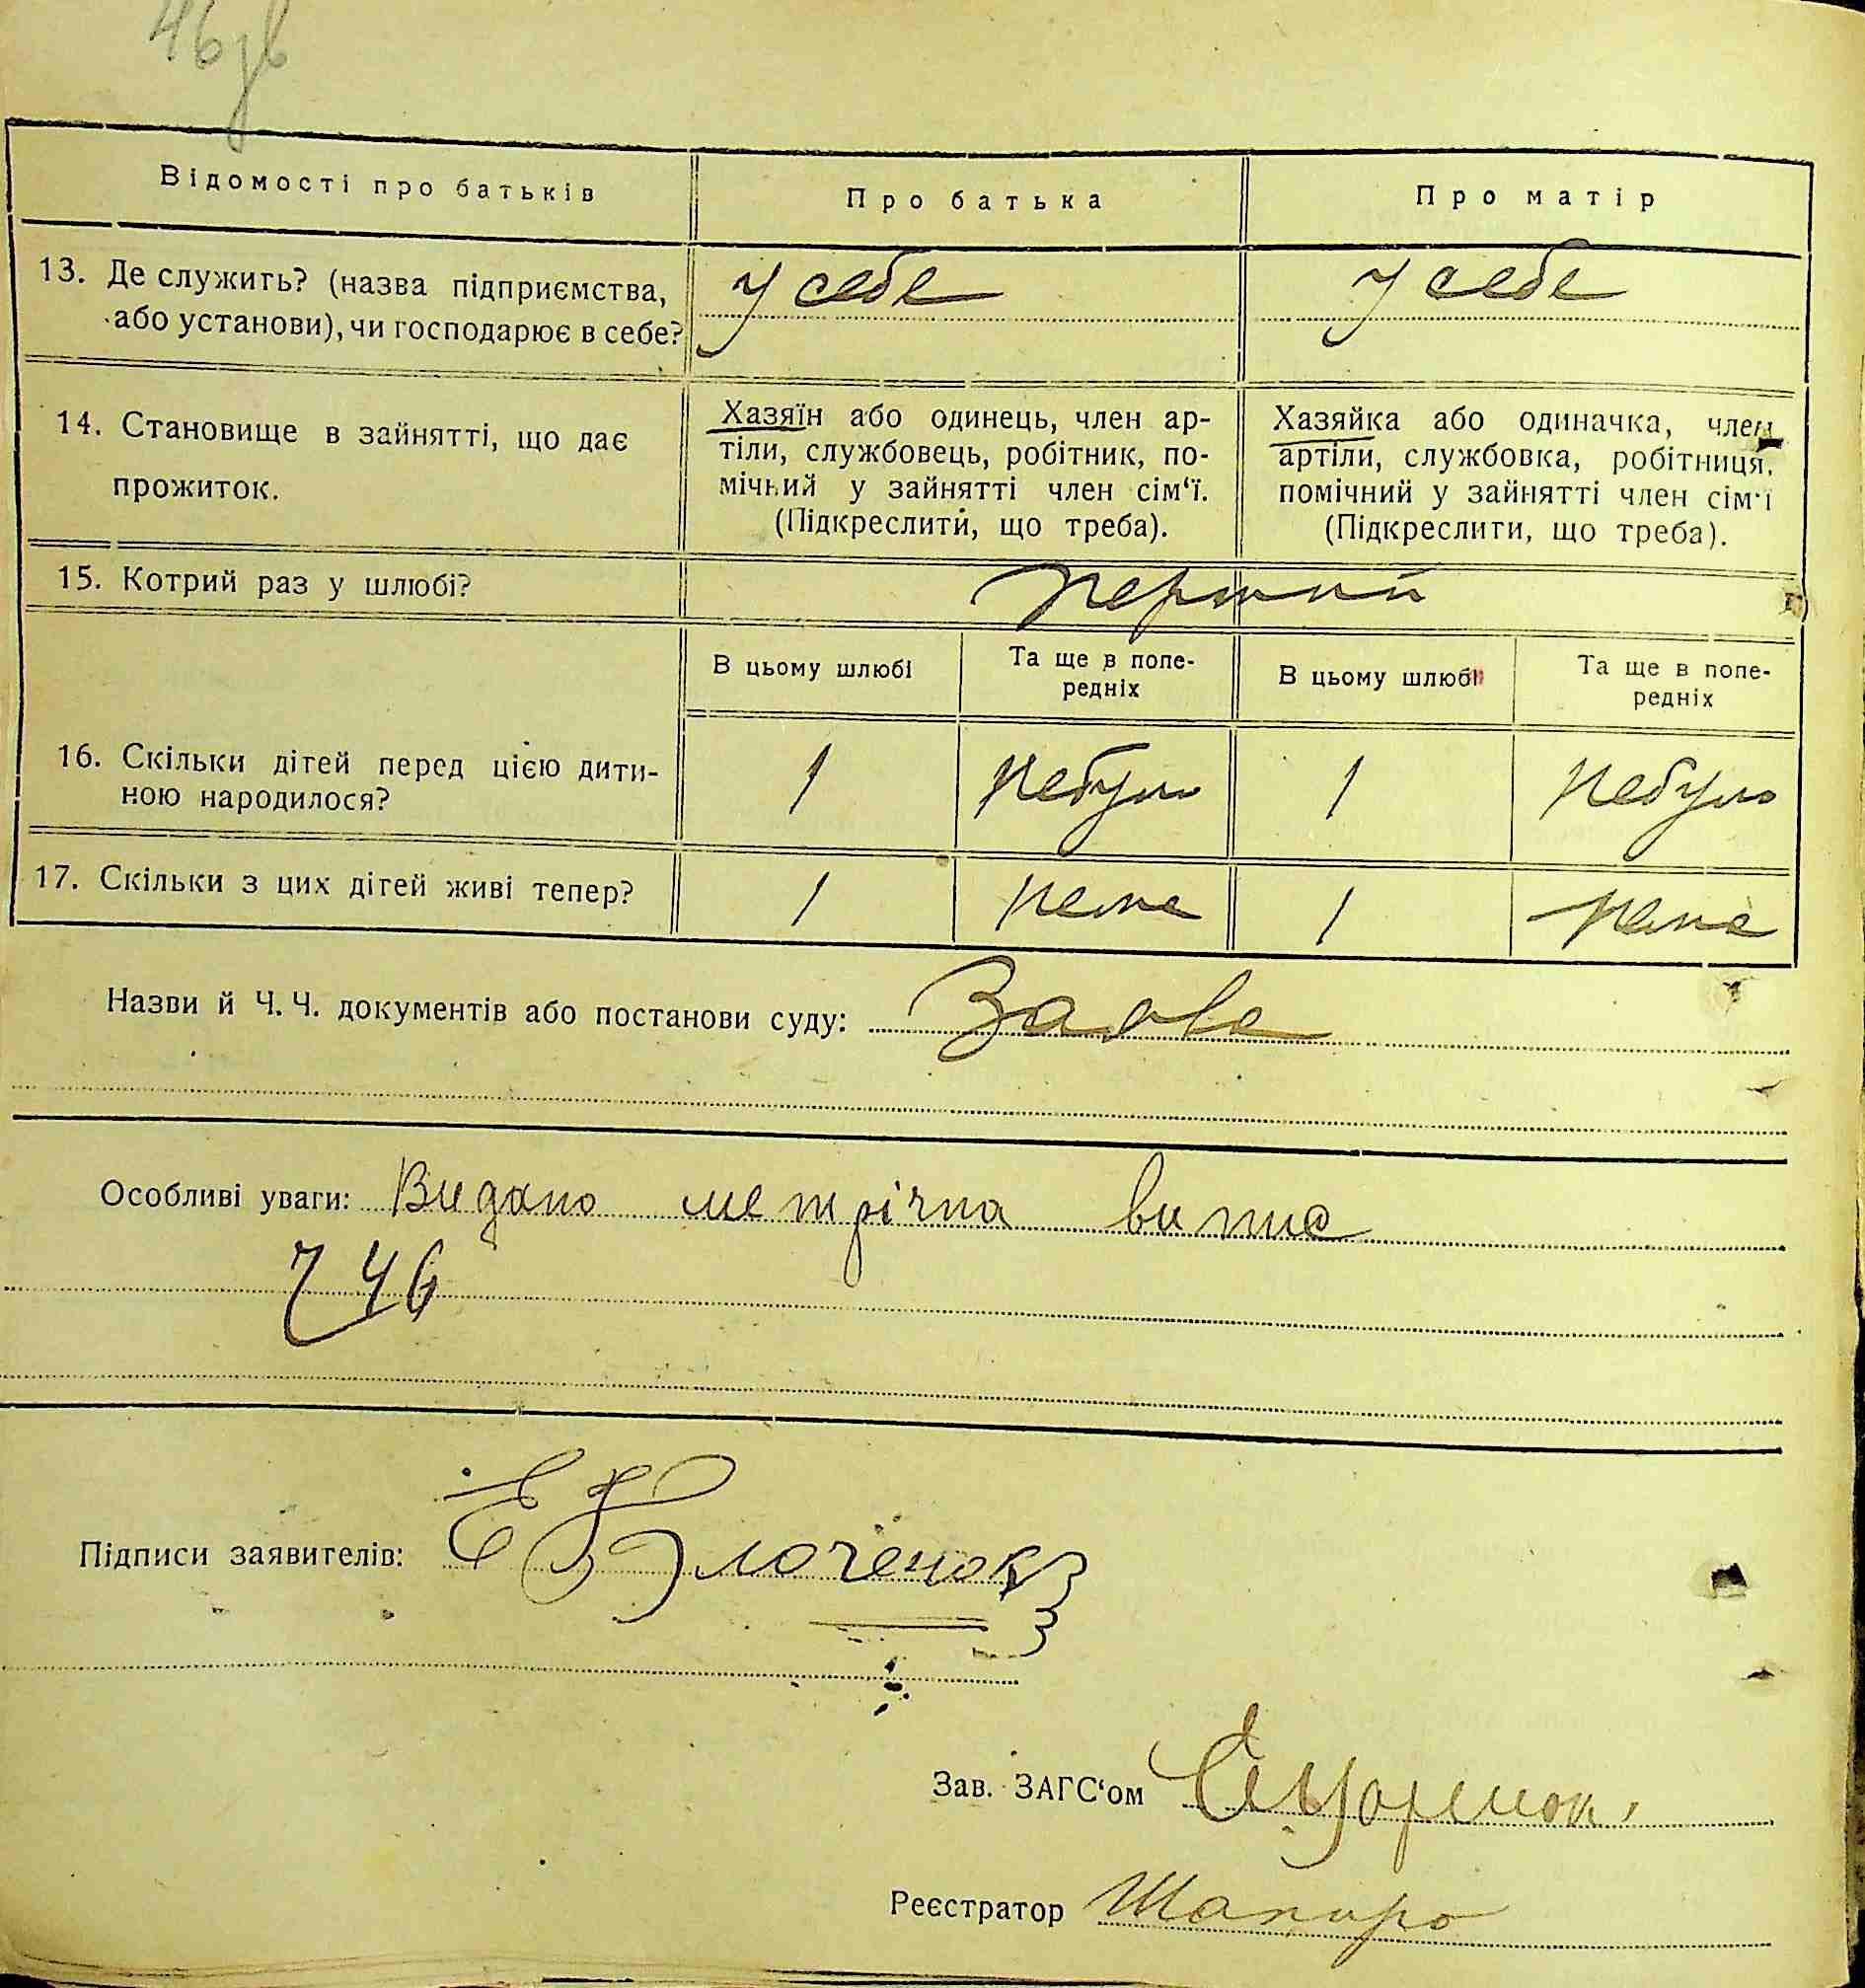 46зв
Відомості про батьків
Про батька
Про матір
13. Де служить? (назва підприємства,
або установи), чи господарює в себе?
у себе
у себе
14. Становище в зайнятті, що дає
прожиток.
Хазяїн або одинець, член ар-
тіли, службовець, робітник, по-
мічний у зайнятті член сім‘ї.
(Підкреслити, що треба).
Хазяйка або одиначка, член
артіли, службовка, робітниця,
помічний у зайнятті член сім‘ї
(Підкреслити, що треба).
15. Котрий раз у шлюбі?
перший
В цьому шлюбі
Та ще в попе-
редніх
В цьому шлюбі
Та ще в попе-
редніх
16. Скільки дітей перед цією дити-
ною народилося?
1
небуло
1
небуло
17. Скільки з цих дітей живі тепер?
1
нема
1
нема
Назви й Ч. Ч. документів або постанови суду:
Заява
Особливі уваги: Видано метрічна випис
Ч 46
Підписи заявителів:
Зав. ЗАГС‘ом
Реєстратор Шапиро